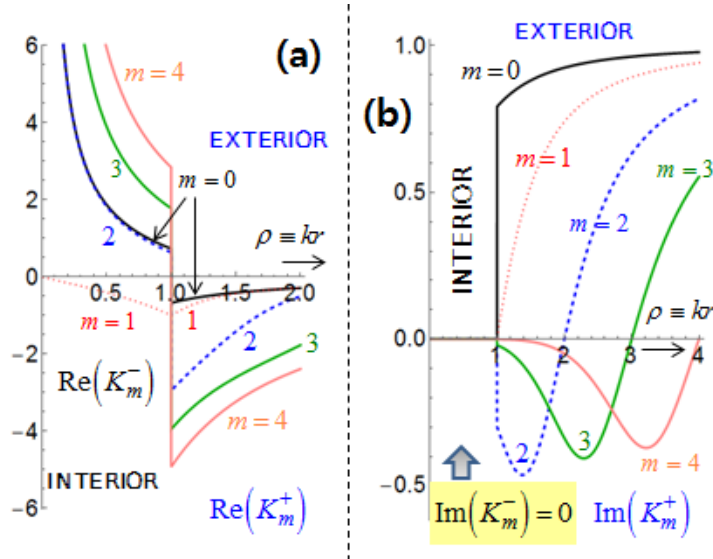 (a)
6
4
2
0
-2
-4
-6
m = 4
EXTERIOR
3
m = 0
2
ρ ≡ kr
0.5
1.0
1.5
2.0
m = 1
1
2
3
m = 4
Re(K_m^-)
INTERIOR
Re(K_m^+)
EXTERIOR
(b)
1.0
0.5
0.0
-0.5
m = 0
m = 1
m = 2
m = 3
INTERIOR
ρ ≡ kr
1
2
3
4
2
3
m = 4
Im(K_m^-) = 0
Im(K_m^+)